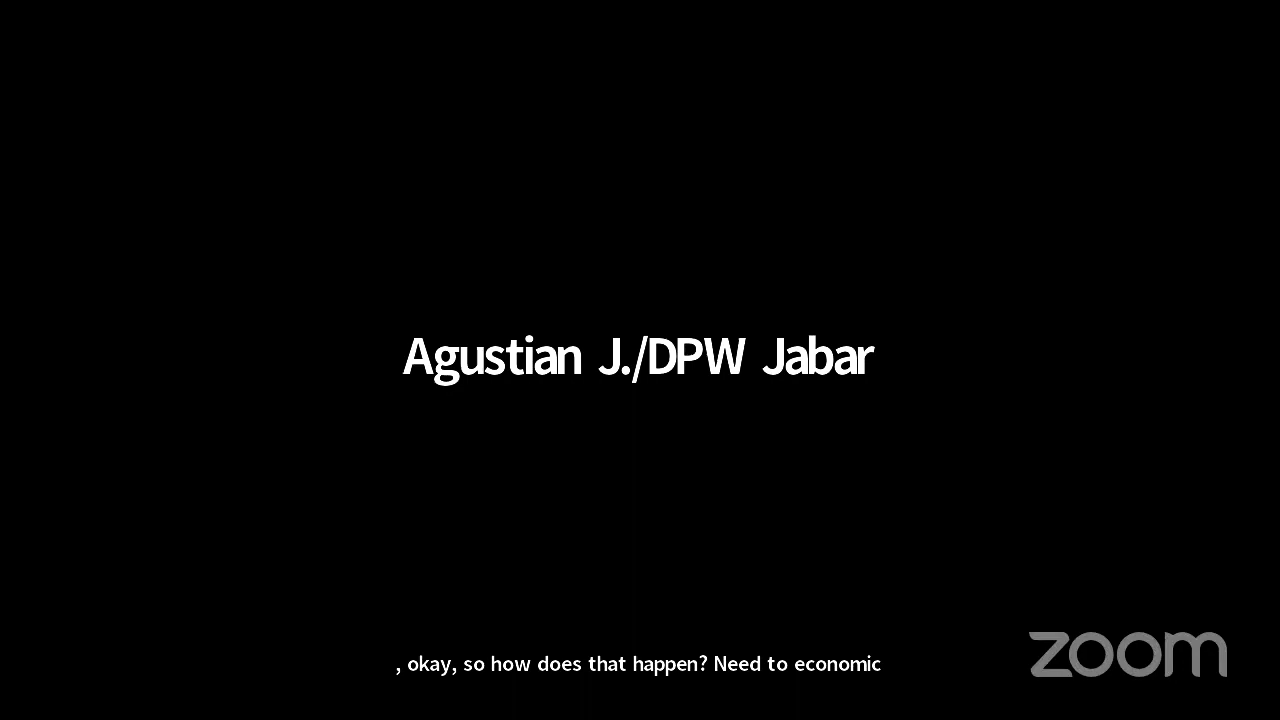 Agustian J./DPW Jabar
, okay, so how does that happen? Need to economic
zoom